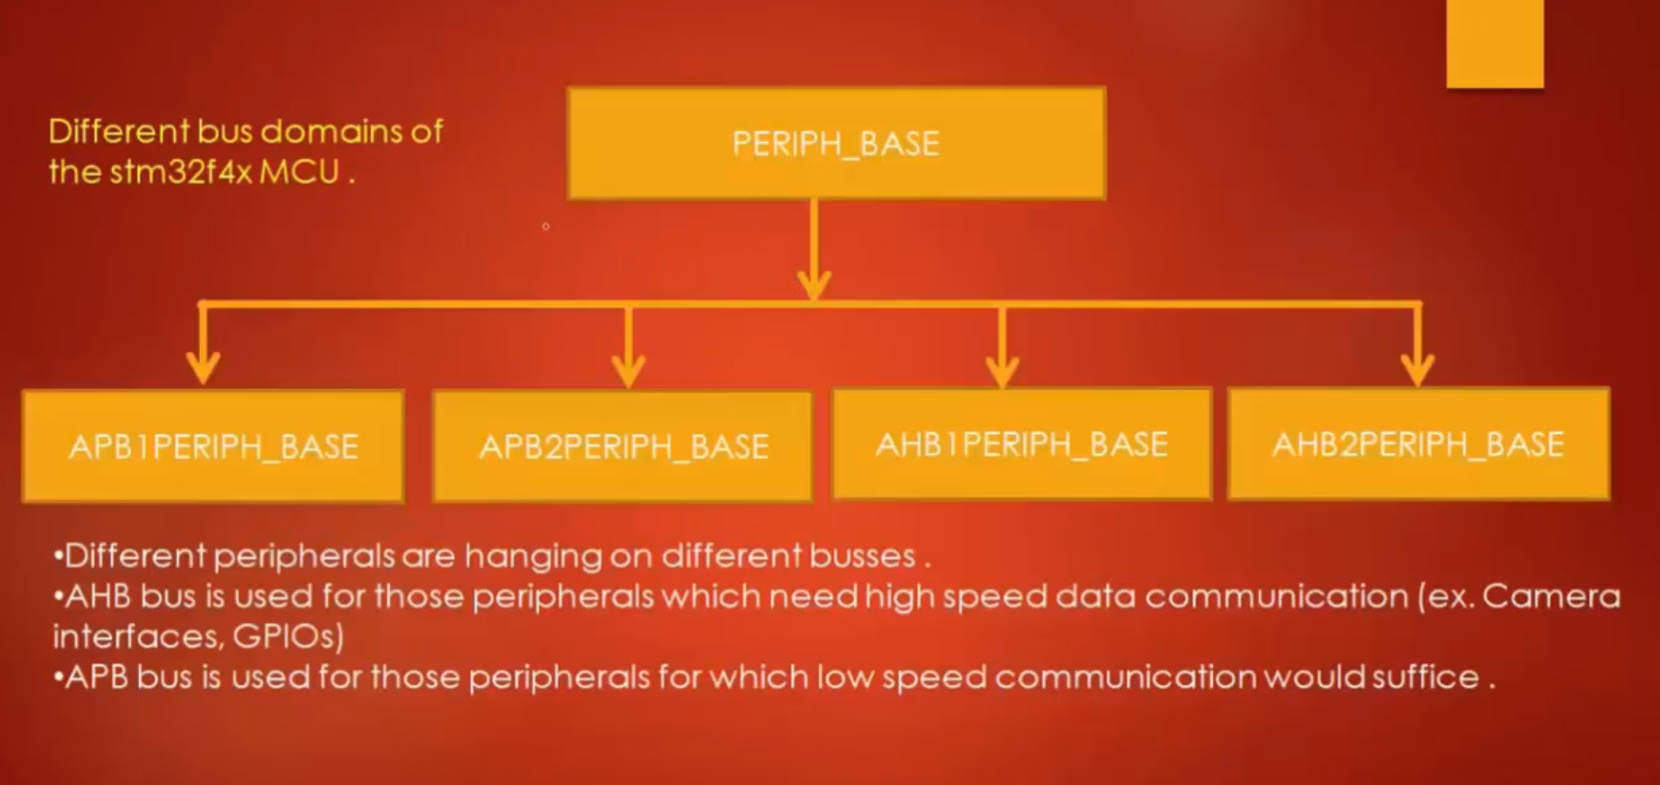 Different bus domains of
the stm32f4x MCU .
PERIPH_BASE
APB1PERIPH_BASE
APB2PERIPH_BASE
AHB1PERIPH_BASE
AHB2PERIPH_BASE
•Different peripherals are hanging on different busses .
•AHB bus is used for those peripherals which need high speed data communication (ex. Camera
interfaces, GPIOs)
•APB bus is used for those peripherals for which low speed communication would suffice .